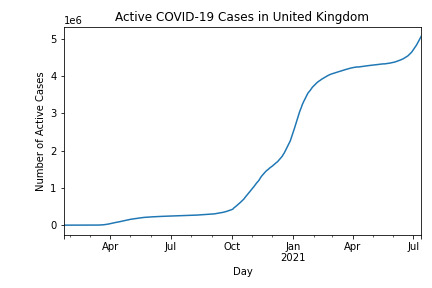 Active COVID-19 Cases in United Kingdom
1e6
5
4
3
2
1
0
Number of Active Cases
Apr
Jul
Oct
Jan
2021
Apr
Jul
Day